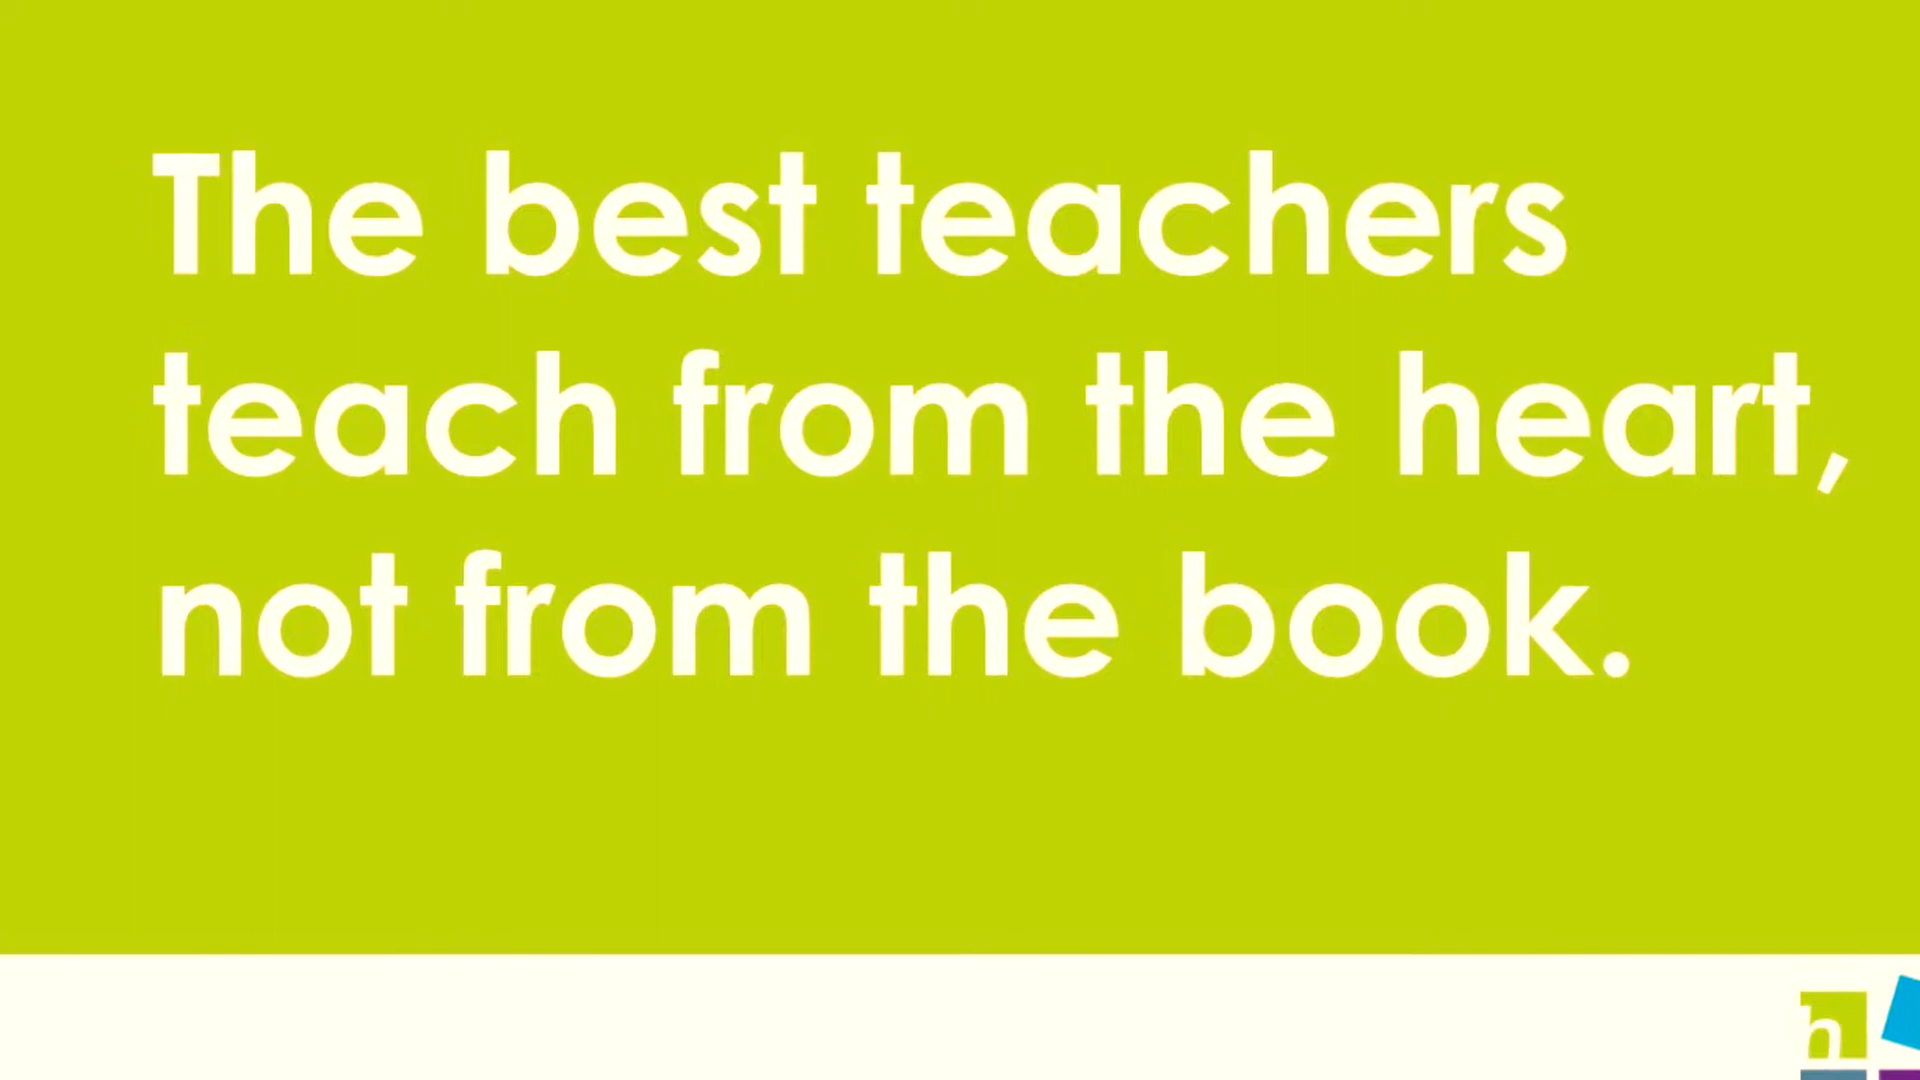 The best teachers
teach from the heart,
not from the book.
h